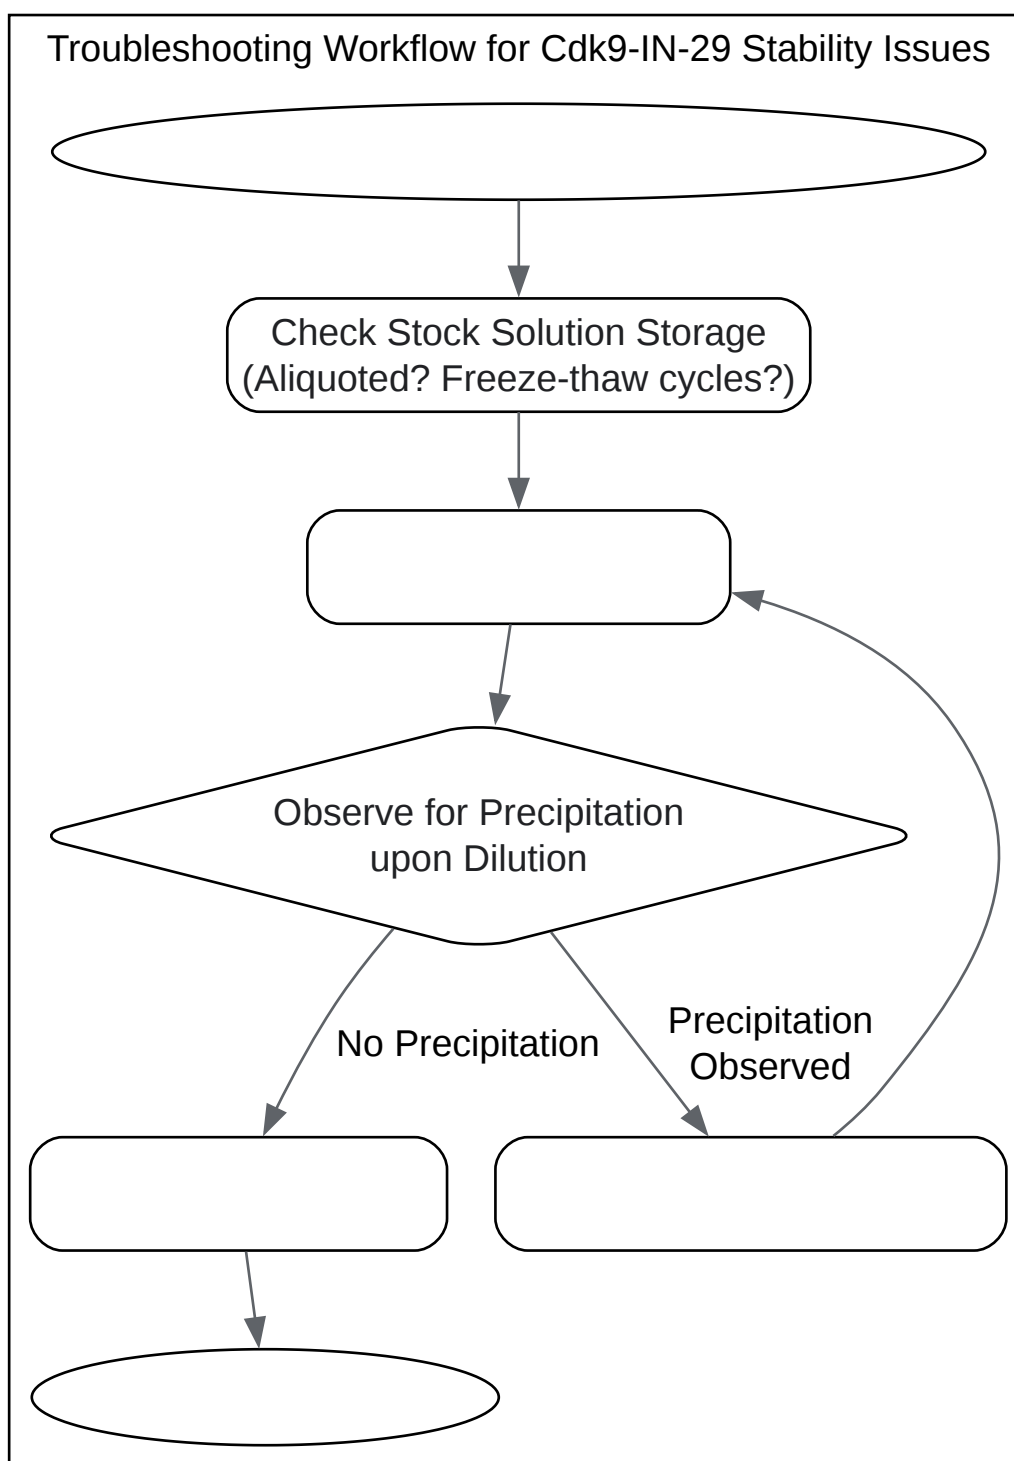 Troubleshooting Workflow for Cdk9-IN-29 Stability Issues
Check Stock Solution Storage
(Aliquoted? Freeze-thaw cycles?)
Observe for Precipitation
upon Dilution
No Precipitation
Precipitation
Observed